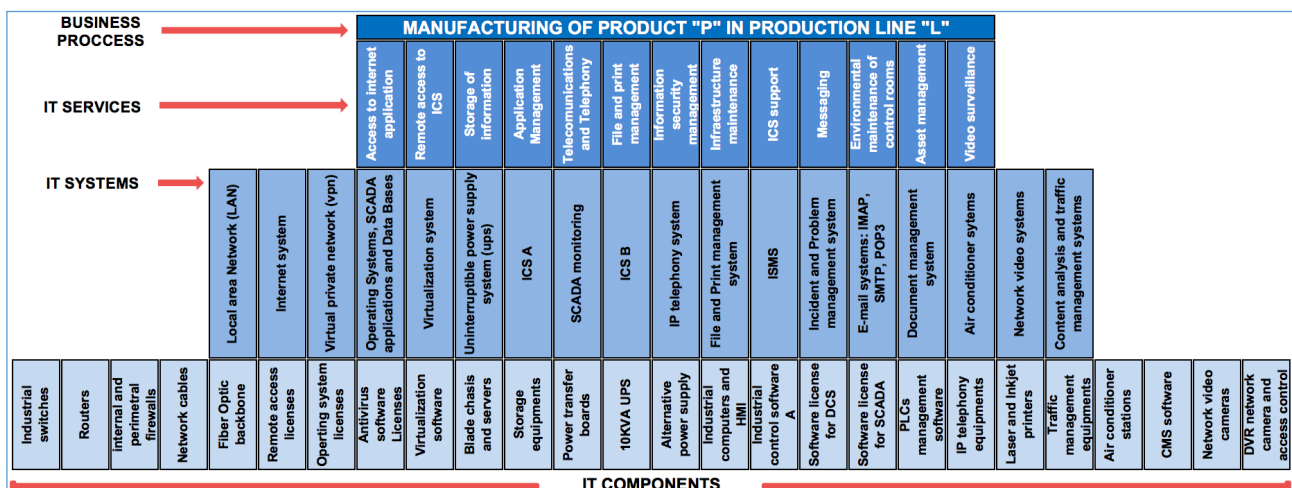 BUSINESS
PROCCESS
MANUFACTURING OF PRODUCT "P" IN PRODUCTION LINE "L"
IT SERVICES
Access to internet
application
Remote access to
ICS
Storage of
information
Application
Management
Telecomunications
and Telephony
File and print
management
Information
security
management
Infraestructure
maintenance
ICS support
Messaging
Environmental
maintenance of
control rooms
Asset management
Video surveillance
IT SYSTEMS
Local area Network (LAN)
Internet system
Virtual private network (vpn)
Operating Systems, SCADA
applications and Data Bases
Virtualization system
Uninterruptible power supply
system (ups)
ICS A
SCADA monitoring
ICS B
IP telephony system
File and Print management
system
ISMS
Incident and Problem
management system
E-mail systems: IMAP,
SMTP, POP3
Document management
system
Air conditioner sytems
Network video systems
Content analysis and traffic
management systems
Industrial
switches
Routers
internal and
perimetral
firewalls
Network cables
Fiber Optic
backbone
Remote access
licenses
Operting system
licenses
Antivirus
software
Licenses
Virtualization
software
Blade chasis
and servers
Storage
equipments
Power transfer
boards
10KVA UPS
Alternative
power supply
Industrial
computers and
HMI
Industrial
control software
A
Software license
for DCS
Software license
for SCADA
PLCs
management
software
IP telephony
equipments
Laser and Inkjet
printers
Traffic
management
equipments
Air conditioner
stations
CMS software
Network video
cameras
DVR network
camera and
access control
IT COMPONENTS